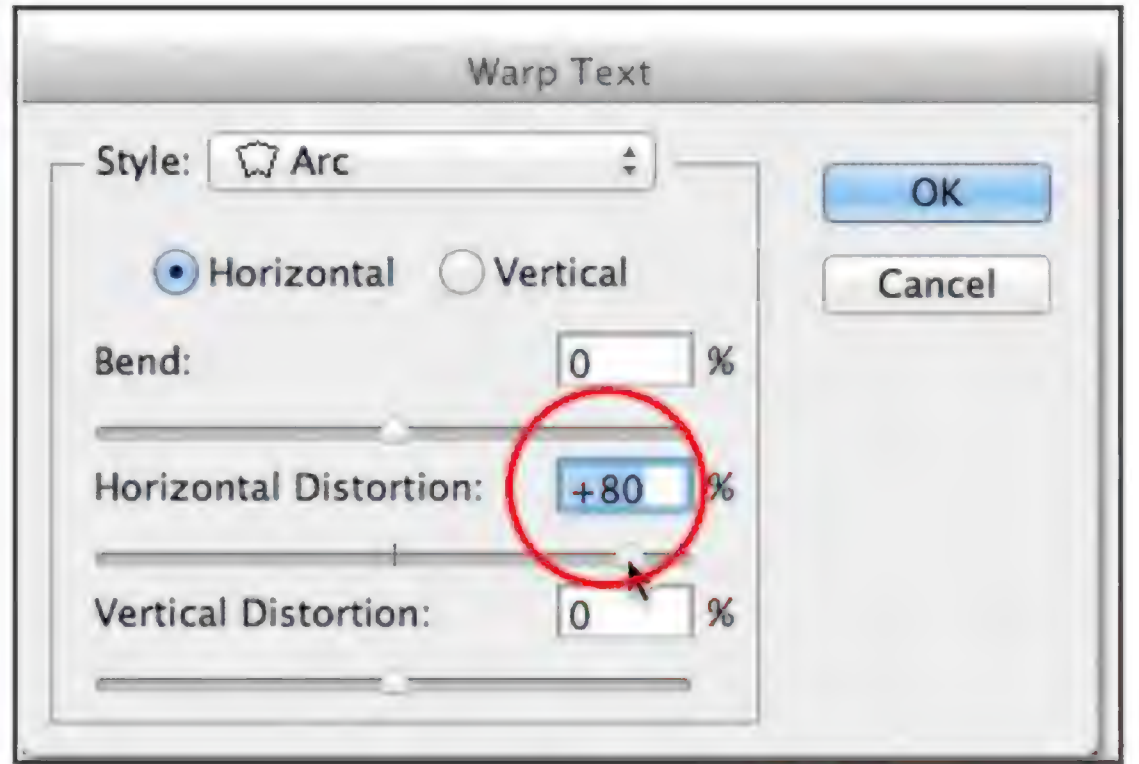 Warp Text
Style: Arc
OK
Horizontal Vertical
Cancel
Bend: 0 %
Horizontal Distortion: +80 %
Vertical Distortion: 0 %